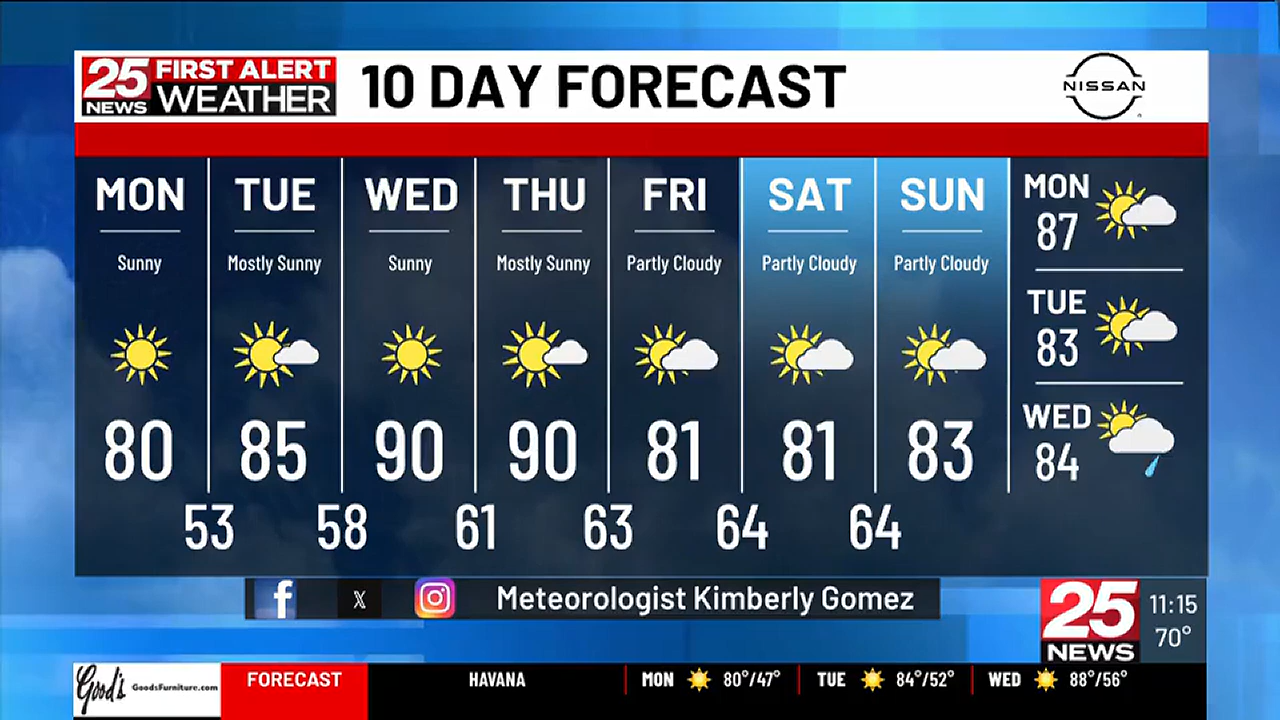 25 NEWS FIRST ALERT WEATHER
10 DAY FORECAST
NISSAN
MON TUE WED THU FRI SAT SUN
Sunny Mostly Sunny Sunny Mostly Sunny Partly Cloudy Partly Cloudy Partly Cloudy
80 85 90 90 81 81 83
53 58 61 63 64 64
MON
87
TUE
83
WED
84
f X Meteorologist Kimberly Gomez
25 NEWS
11:15
70°
Good's GoodsFurniture.com
FORECAST HAVANA MON 80°/47° TUE 84°/52° WED 88°/56°